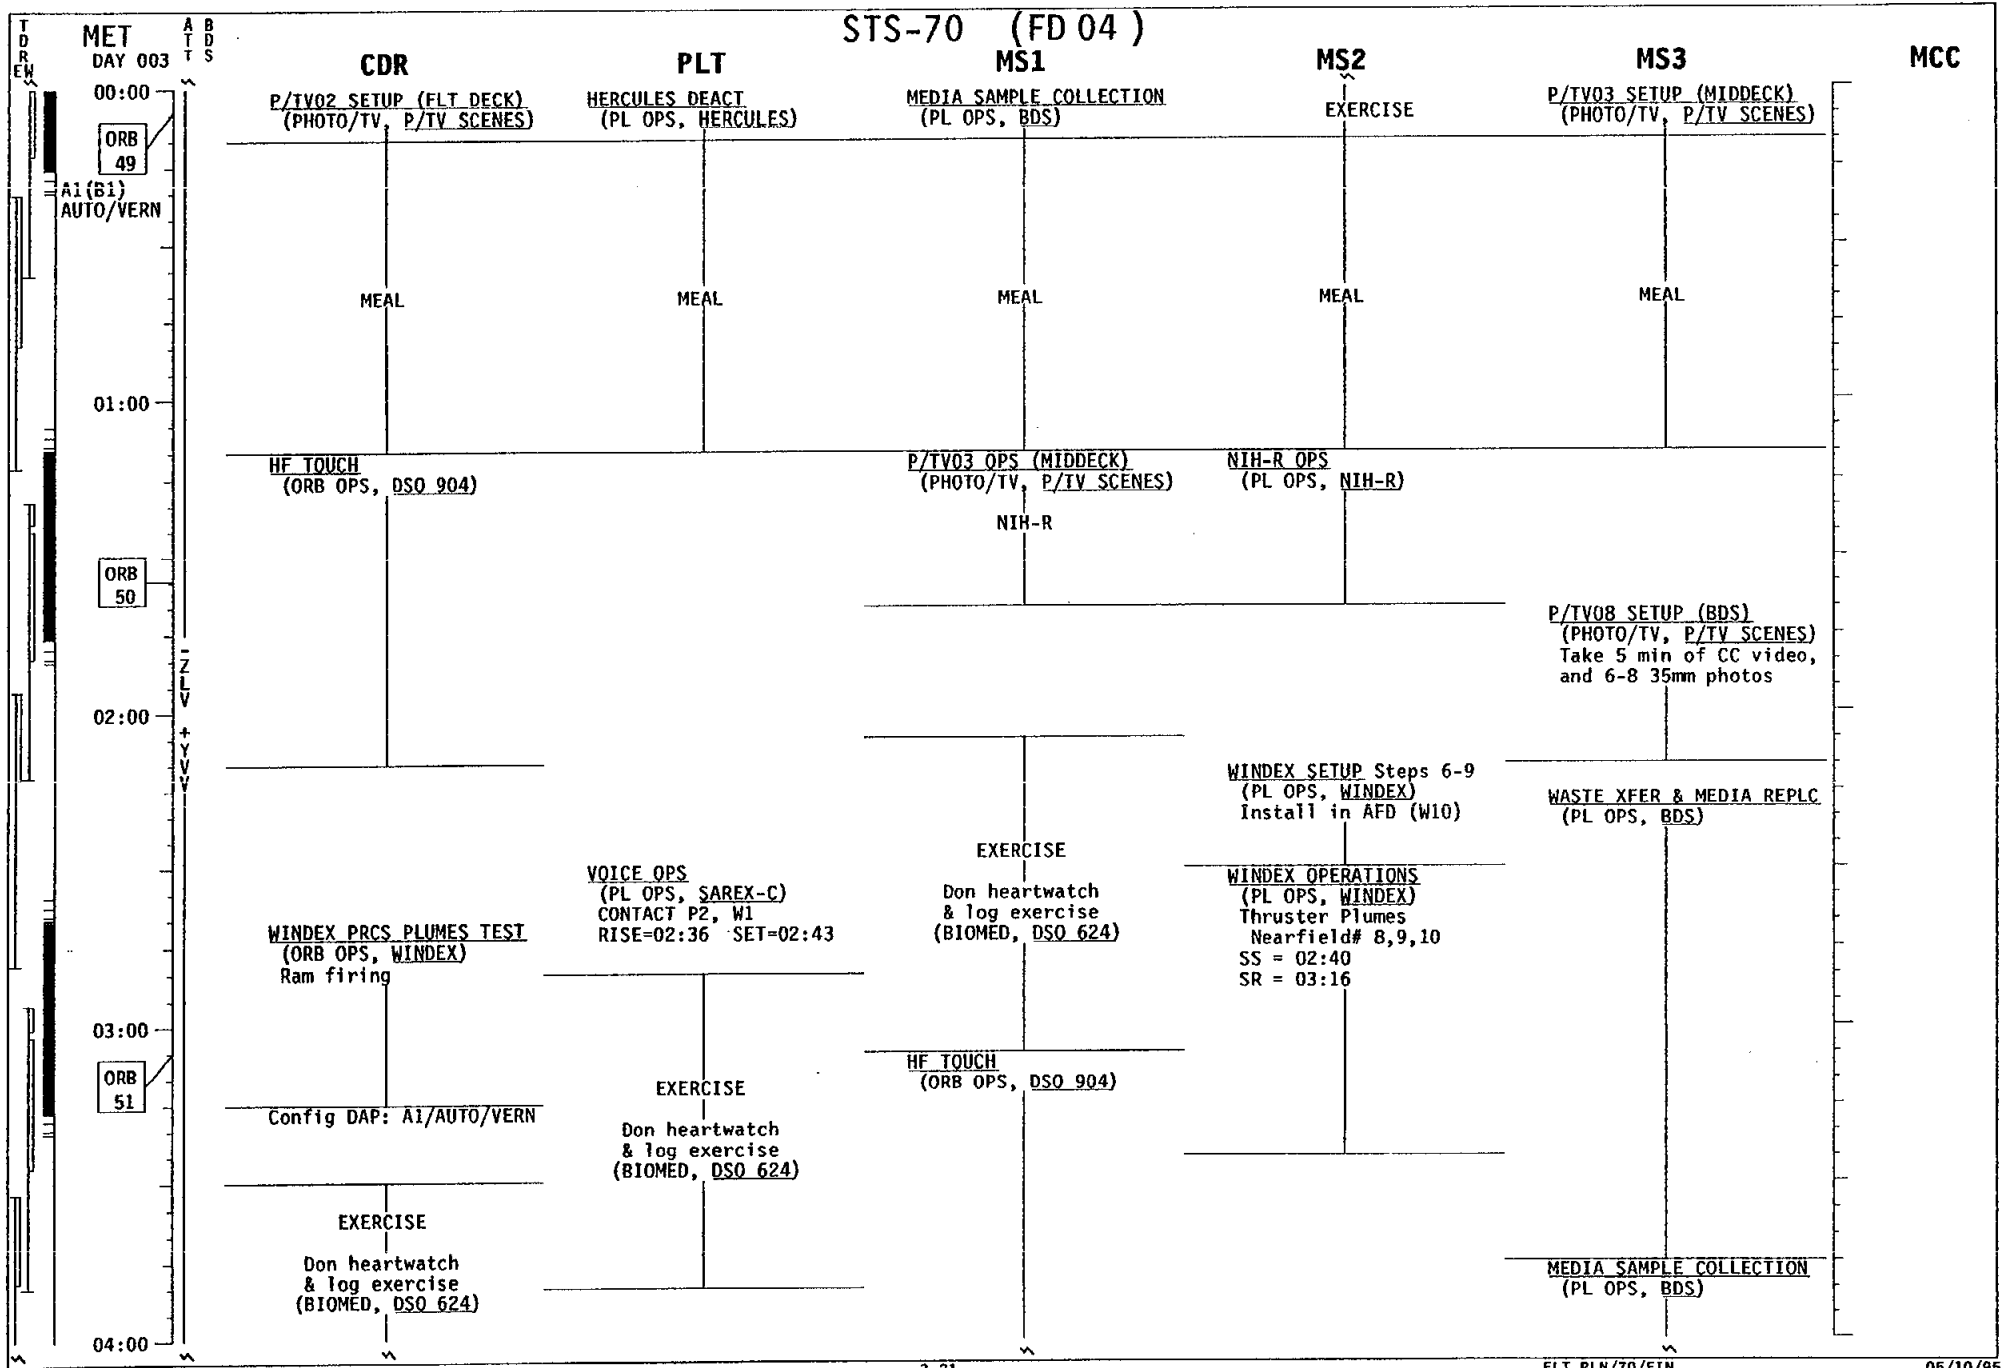 STS-70 (FD 04)
TDRE W
MET
DAY 003
ATT
BDS
CDR
PLT
MS1
MS2
MS3
MCC
00:00
ORB
49
A1(B1)
AUTO/VERN
01:00
ORB
50
-ZLV +YVV
02:00
03:00
ORB
51
04:00
P/TV02 SETUP (FLT DECK)
(PHOTO/TV, P/TV SCENES)
MEAL
HF TOUCH
(ORB OPS, DSO 904)
WINDEX PRCS PLUMES TEST
(ORB OPS, WINDEX)
Ram firing
Config DAP: A1/AUTO/VERN
EXERCISE
Don heartwatch
& log exercise
(BIOMED, DSO 624)
HERCULES DEACT
(PL OPS, HERCULES)
MEAL
VOICE OPS
(PL OPS, SAREX-C)
CONTACT P2, W1
RISE=02:36 SET=02:43
EXERCISE
Don heartwatch
& log exercise
(BIOMED, DSO 624)
MEDIA SAMPLE COLLECTION
(PL OPS, BDS)
MEAL
P/TV03 OPS (MIDDECK)
(PHOTO/TV, P/TV SCENES)
NIH-R
EXERCISE
Don heartwatch
& log exercise
(BIOMED, DSO 624)
HF TOUCH
(ORB OPS, DSO 904)
EXERCISE
MEAL
NIH-R OPS
(PL OPS, NIH-R)
WINDEX SETUP Steps 6-9
(PL OPS, WINDEX)
Install in AFD (W10)
WINDEX OPERATIONS
(PL OPS, WINDEX)
Thruster Plumes
Nearfield# 8,9,10
SS = 02:40
SR = 03:16
P/TV03 SETUP (MIDDECK)
(PHOTO/TV, P/TV SCENES)
MEAL
P/TV08 SETUP (BDS)
(PHOTO/TV, P/TV SCENES)
Take 5 min of CC video,
and 6-8 35mm photos
WASTE XFER & MEDIA REPLC
(PL OPS, BDS)
MEDIA SAMPLE COLLECTION
(PL OPS, BDS)
FLT PLN/70/FIN